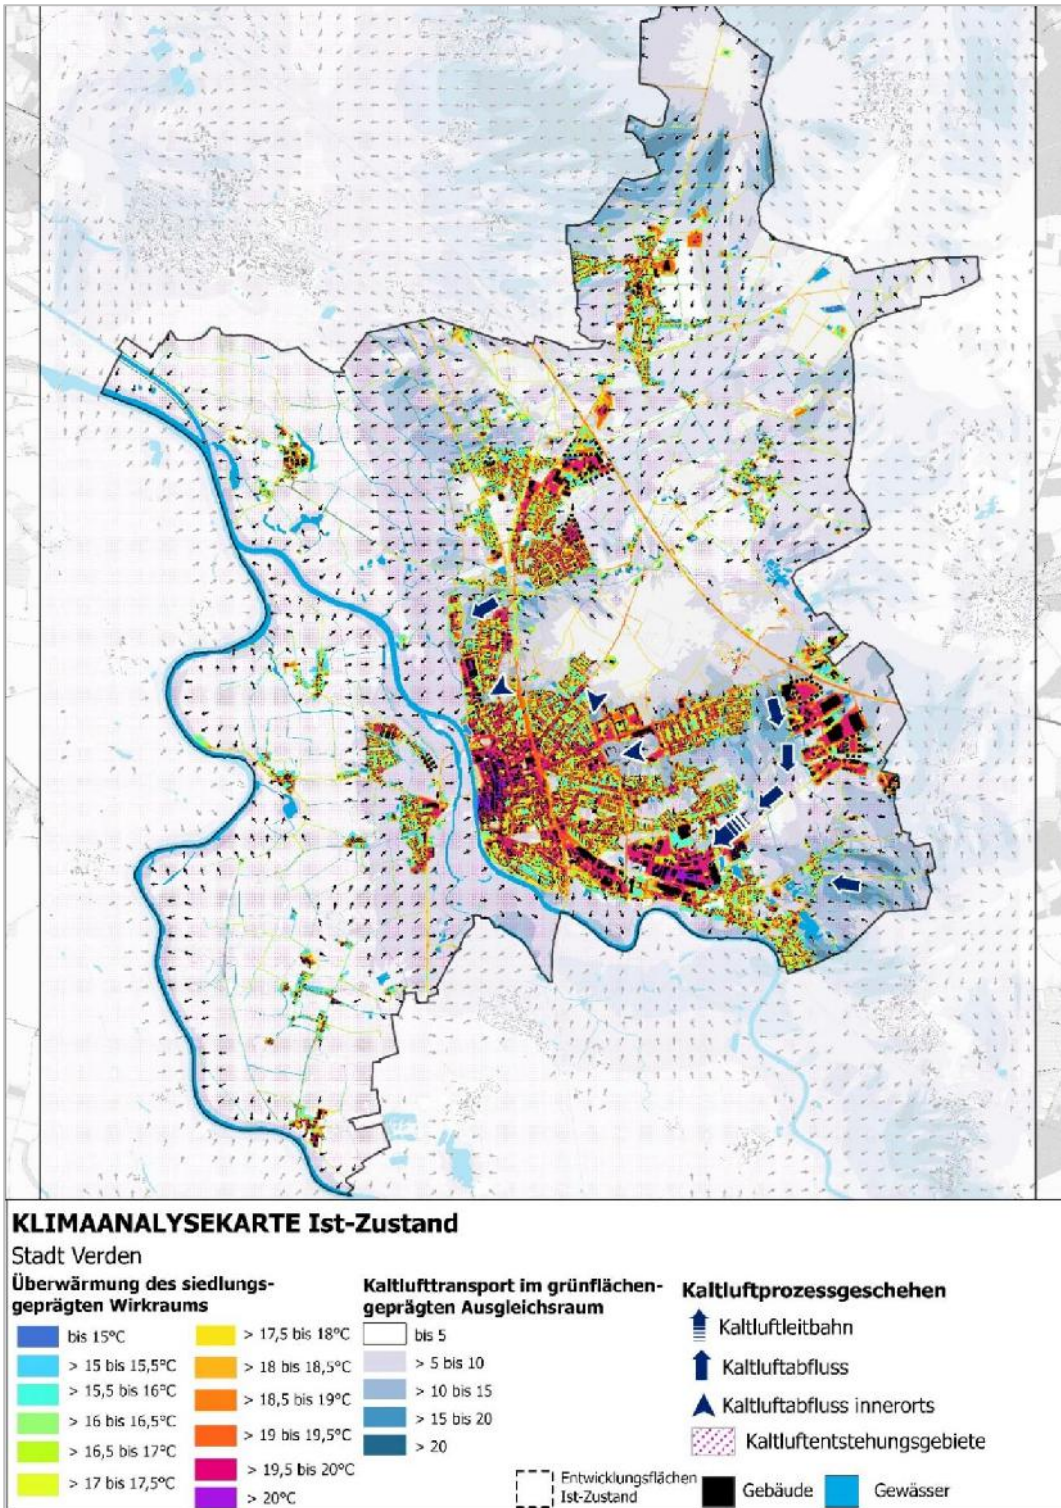 KLIMAANALYSEKARTE Ist-Zustand
Stadt Verden
Überwärmung des siedlungs-
geprägten Wirkraums
bis 15°C
> 15 bis 15,5°C
> 15,5 bis 16°C
> 16 bis 16,5°C
> 16,5 bis 17°C
> 17 bis 17,5°C
> 17,5 bis 18°C
> 18 bis 18,5°C
> 18,5 bis 19°C
> 19 bis 19,5°C
> 19,5 bis 20°C
> 20°C
Kaltlufttransport im grünflächen-
geprägten Ausgleichsraum
bis 5
> 5 bis 10
> 10 bis 15
> 15 bis 20
> 20
Kaltluftprozessgeschehen
Kaltluftleitbahn
Kaltluftabfluss
Kaltluftabfluss innerorts
Kaltluftentstehungsgebiete
Entwicklungsflächen
Ist-Zustand
Gebäude
Gewässer